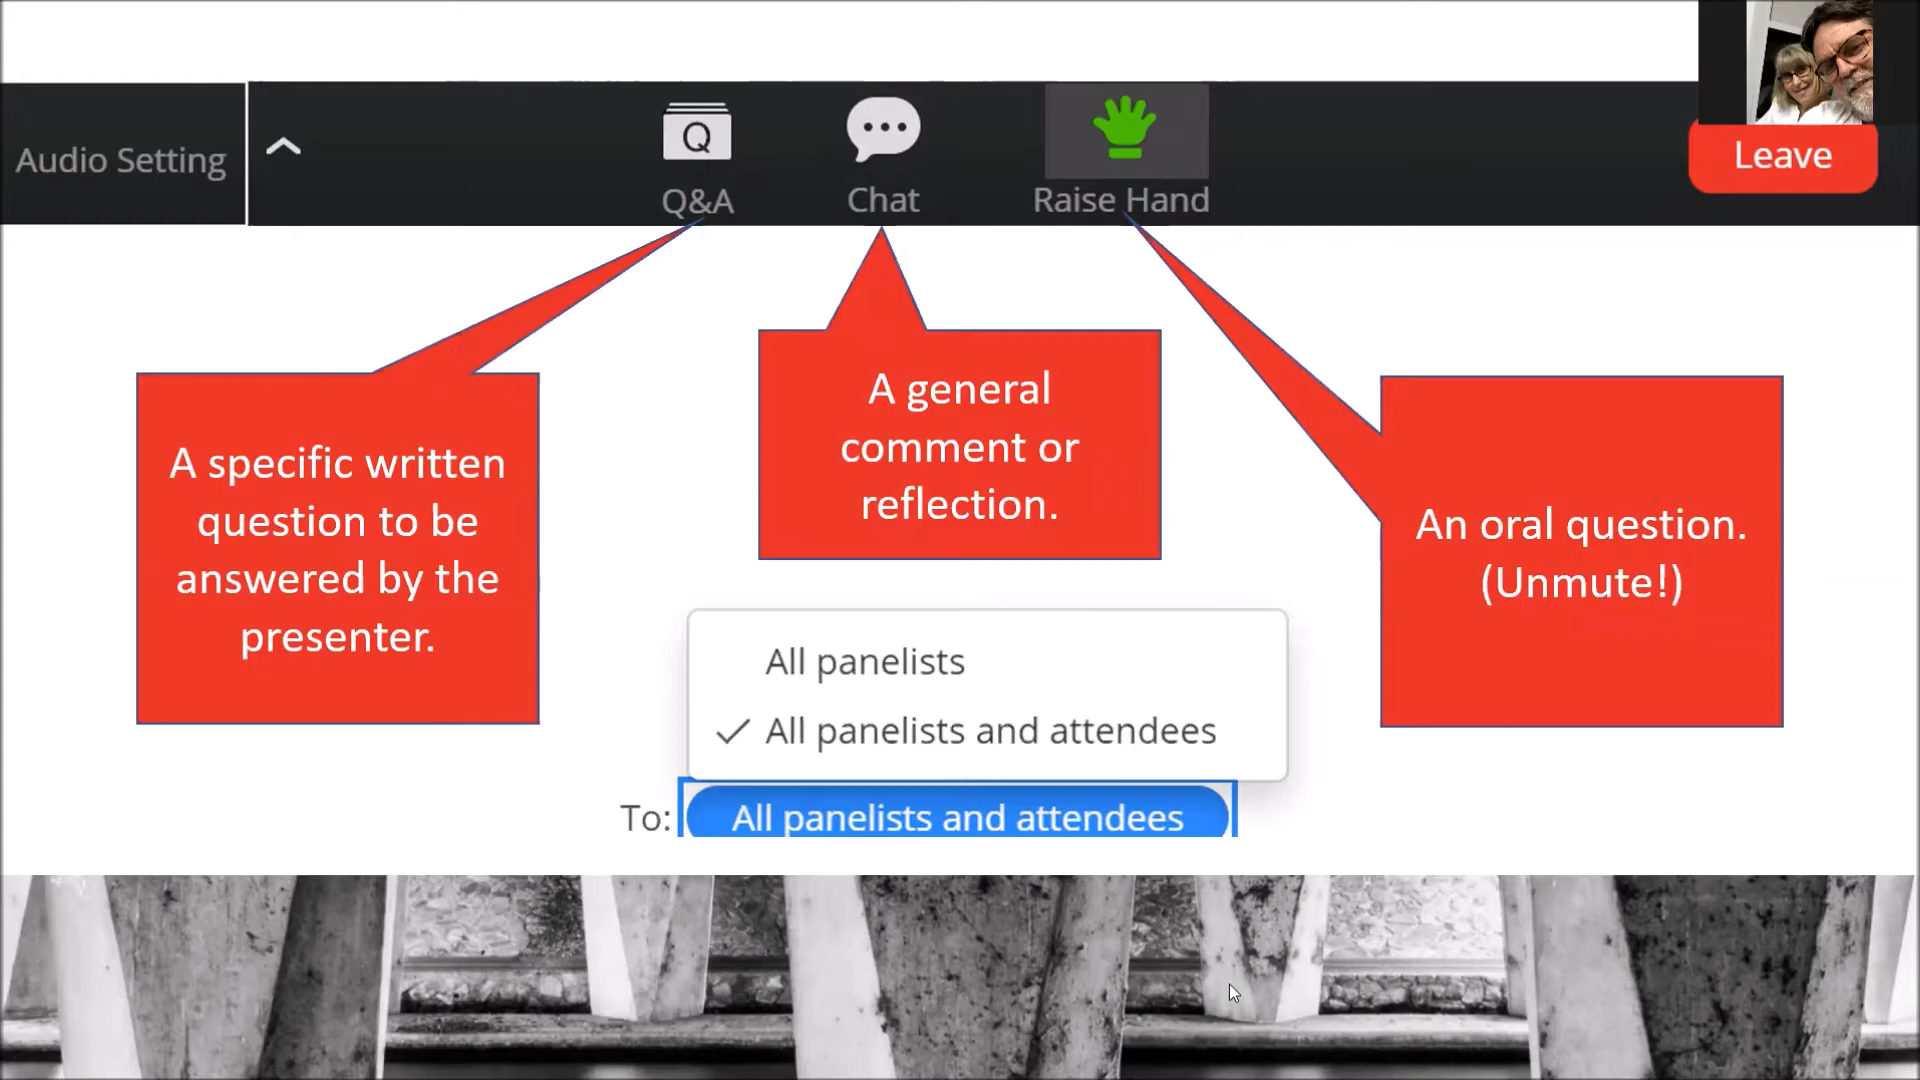 Audio Setting
Q
Q&A
Chat
Raise Hand
Leave
A specific written
question to be
answered by the
presenter.
A general
comment or
reflection.
An oral question.
(Unmute!)
All panelists
All panelists and attendees
To: All panelists and attendees